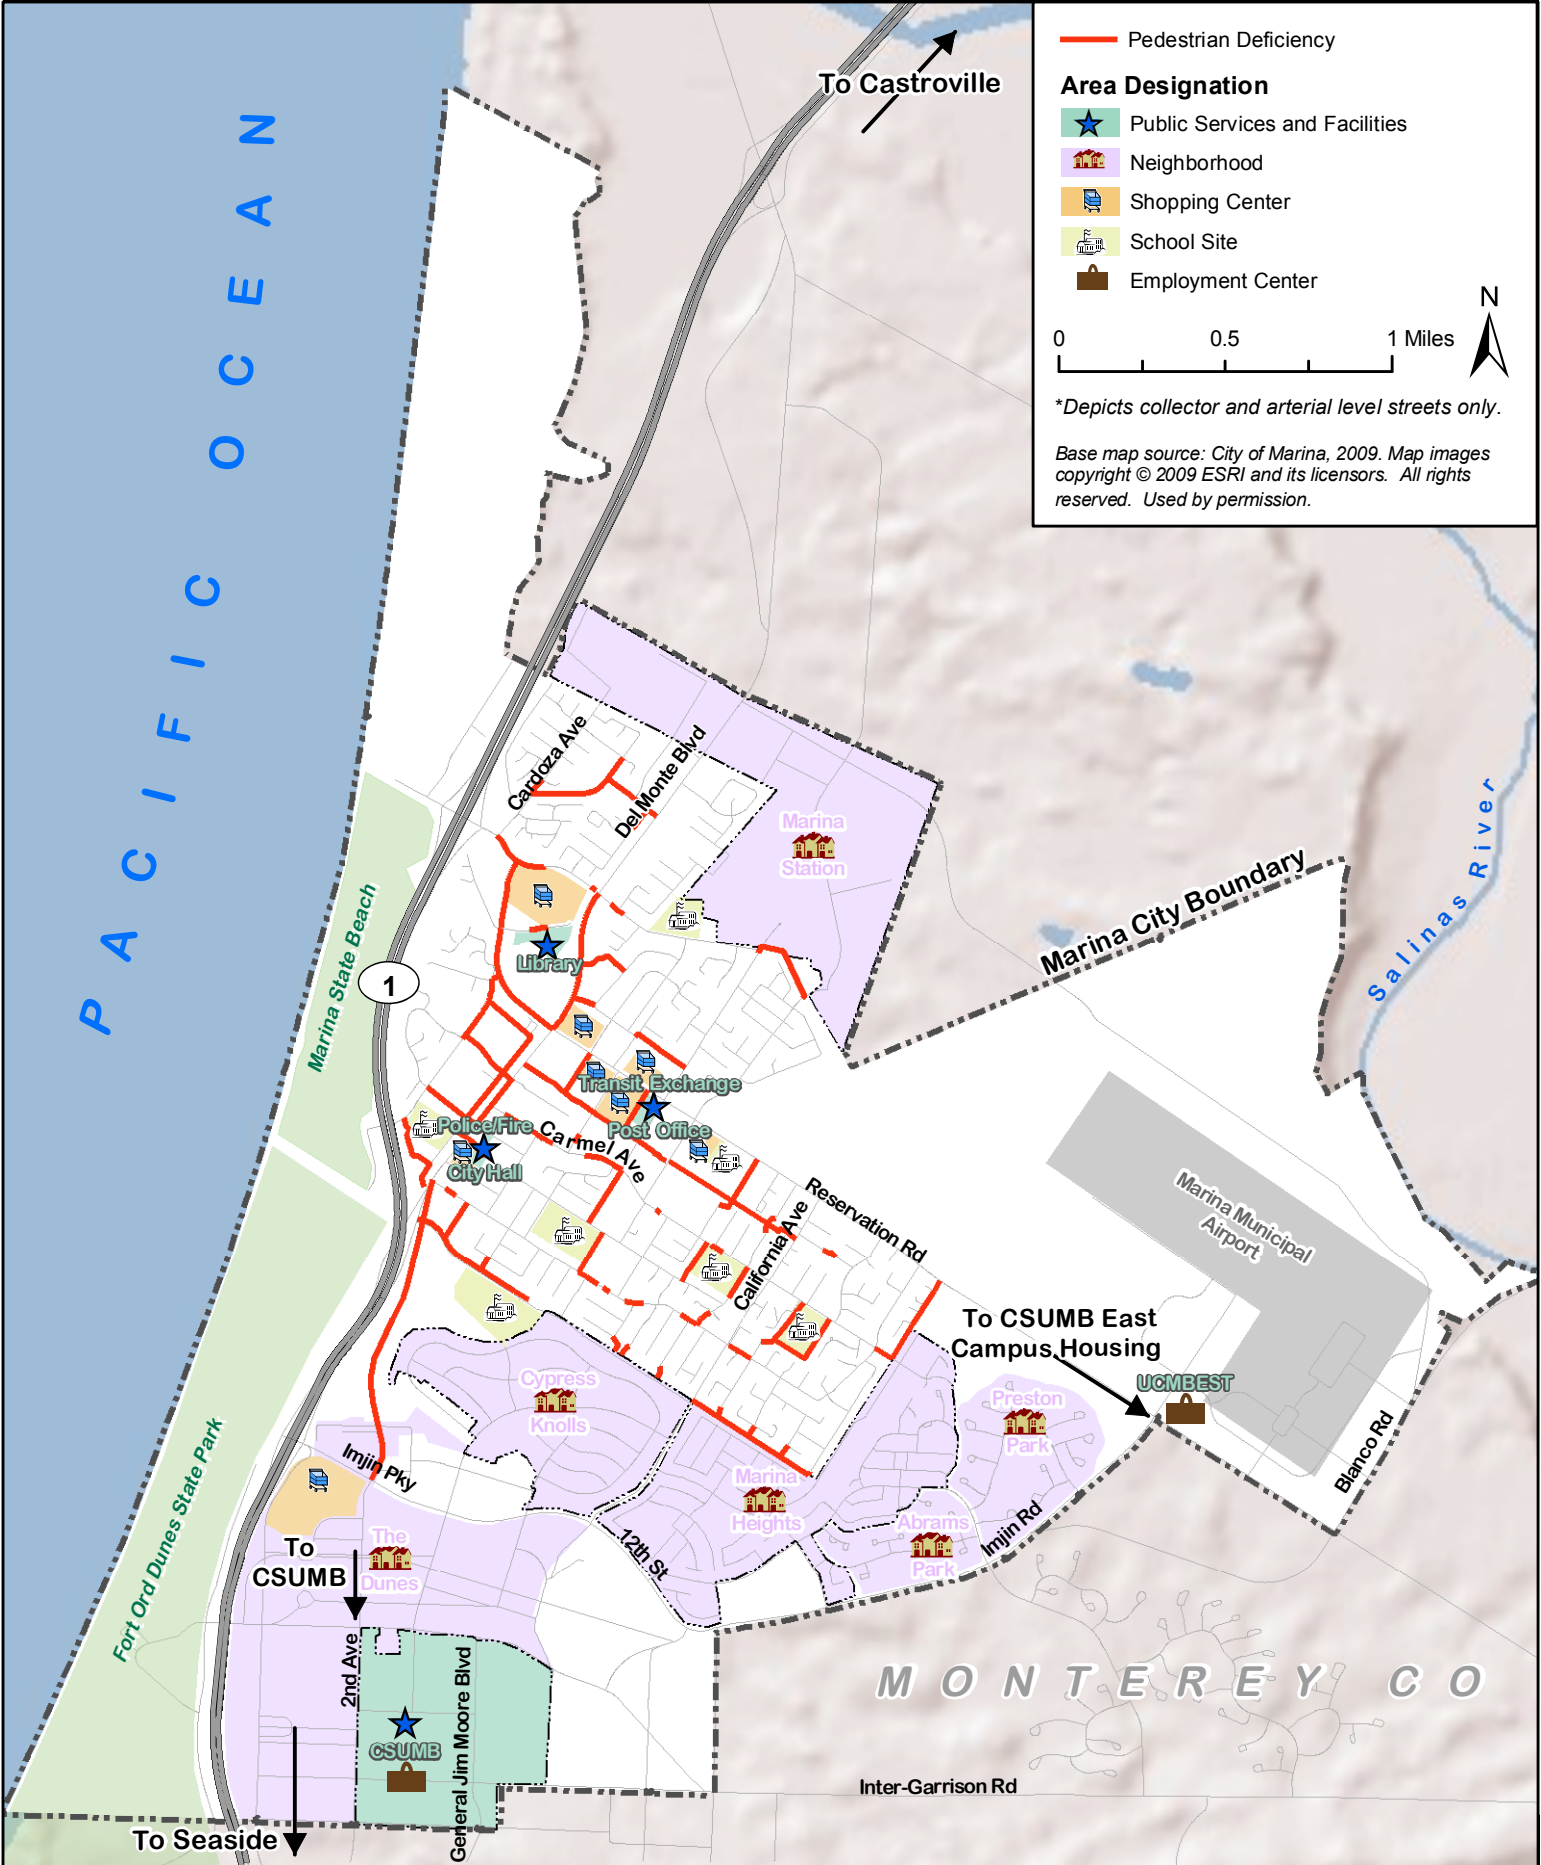 Pedestrian Deficiency
Area Designation
Public Services and Facilities
Neighborhood
Shopping Center
School Site
Employment Center
N
0 0.5 1 Miles
*Depicts collector and arterial level streets only.
Base map source: City of Marina, 2009. Map images
copyright © 2009 ESRI and its licensors. All rights
reserved. Used by permission.
To Castroville
PACIFIC OCEAN
Cardoza Ave
Del Monte Blvd
Marina
Station
Marina City Boundary
Salinas River
Marina State Beach
1
Library
Transit Exchange
Post Office
Police/Fire
City Hall
Carmel Ave
Reservation Rd
California Ave
Marina Municipal
Airport
To CSUMB East
Campus Housing
UCMBEST
Blanco Rd
Cypress
Knolls
Preston
Park
Marina
Heights
Abrams
Park
Imjin Rd
Imjin Pky
12th St
Fort Ord Dunes State Park
The
Dunes
To
CSUMB
2nd Ave
General Jim Moore Blvd
CSUMB
MONTEREY CO
Inter-Garrison Rd
To Seaside